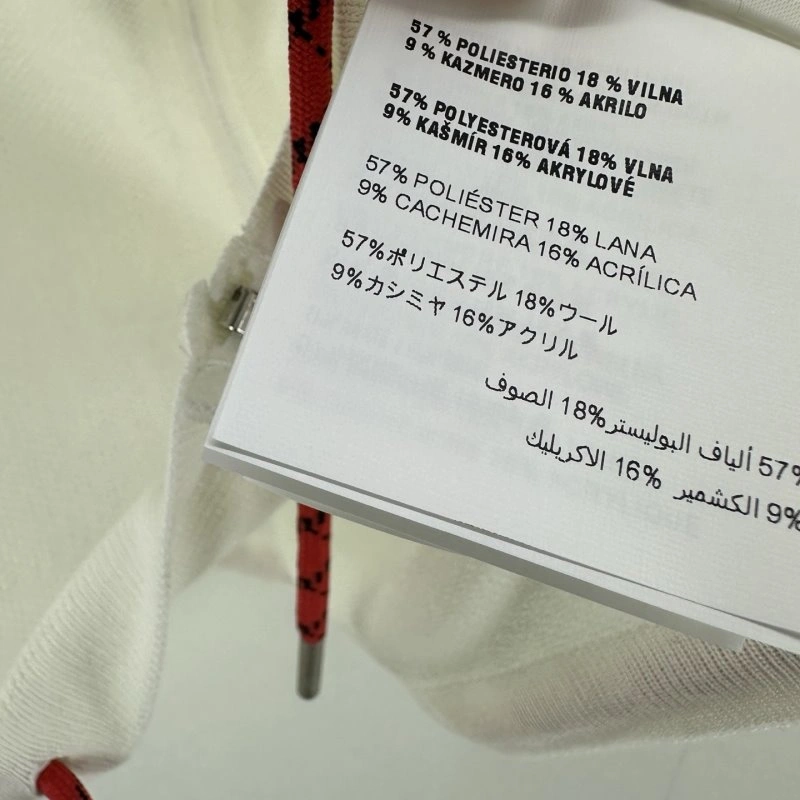 57 % POLIESTERIO 18 % VILNA
9 % KAZMERO 16 % AKRILO
57% POLYESTEROVÁ 18% VLNA
9% KAŠMÍR 16% AKRYLOVÉ
57% POLIÉSTER 18% LANA
9% CACHEMIRA 16% ACRÍLICA
57%ポリエステル 18%ウール
9%カシミヤ 16%アクリル
57% ألياف البوليستر18% الصوف
9% الكشمير 16% الاكريليك